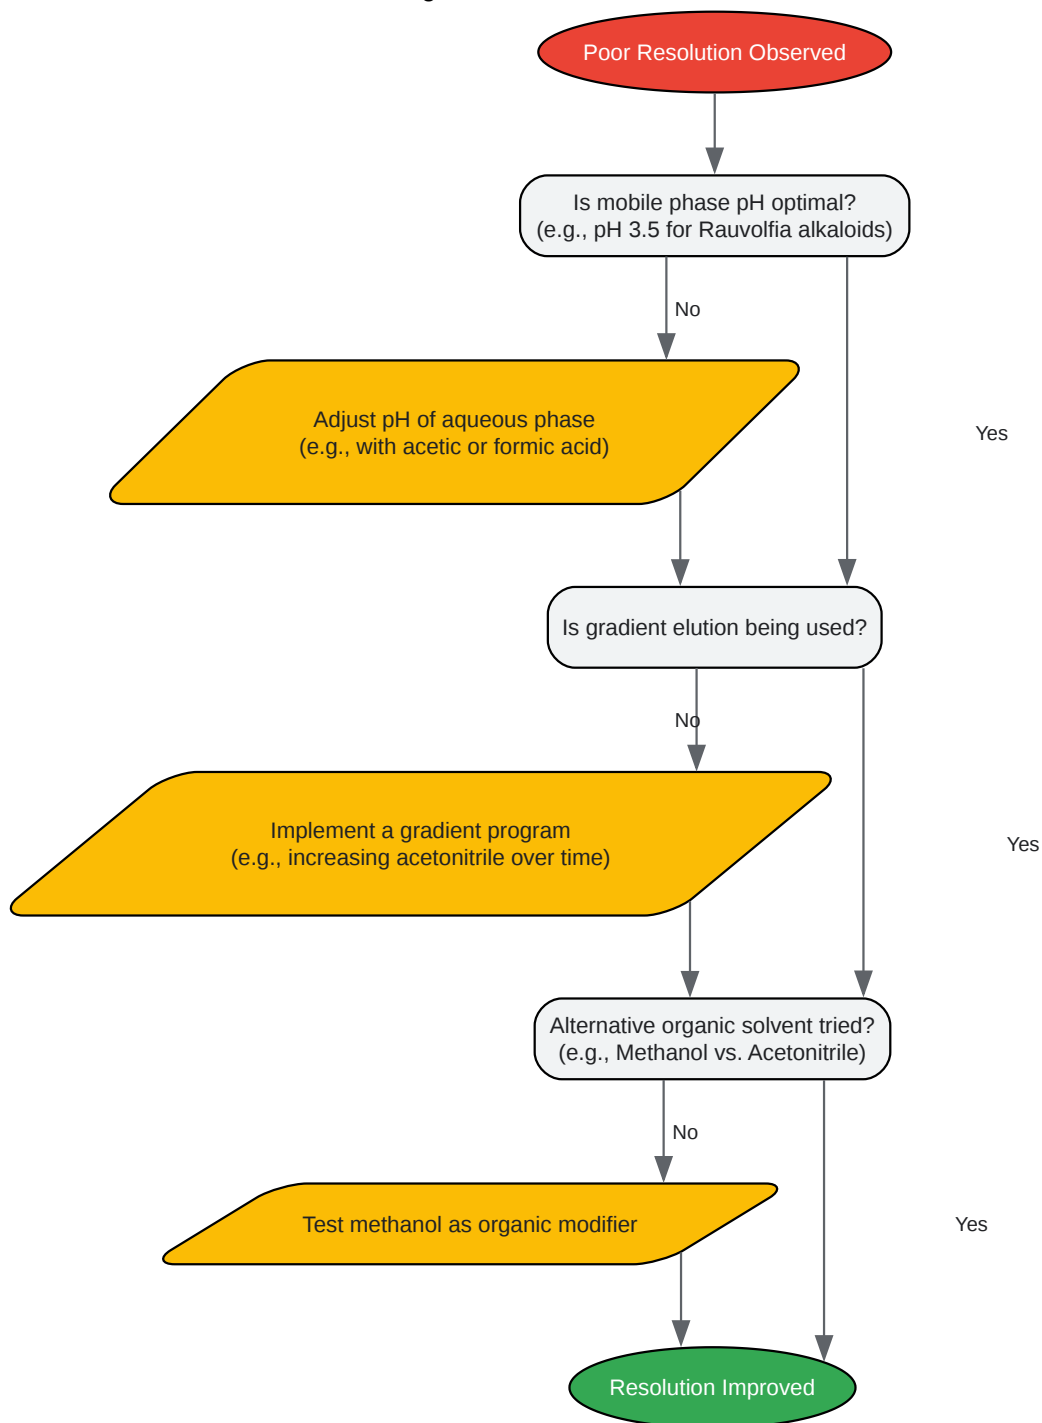 Poor Resolution Observed
Is mobile phase pH optimal?
(e.g., pH 3.5 for Rauvolfia alkaloids)
No
Adjust pH of aqueous phase
(e.g., with acetic or formic acid)
Yes
Is gradient elution being used?
No
Implement a gradient program
(e.g., increasing acetonitrile over time)
Yes
Alternative organic solvent tried?
(e.g., Methanol vs. Acetonitrile)
No
Test methanol as organic modifier
Yes
Resolution Improved